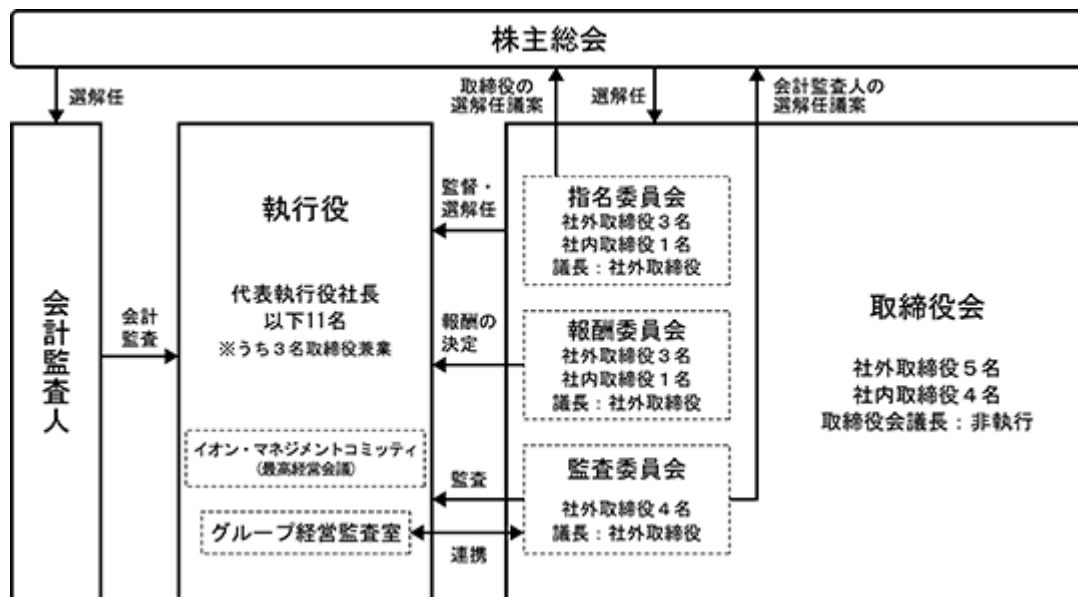 株主総会
選解任
取締役の
選解任議案
選解任
会計監査人の
選解任議案
会計監査人
会計
監査
執行役
代表執行役社長
以下11名
※うち３名取締役兼業
イオン・マネジメントコミッティ
(最高経営会議)
グループ経営監査室
監督・
選解任
報酬の
決定
監査
連携
指名委員会
社外取締役３名
社内取締役１名
議長：社外取締役
報酬委員会
社外取締役３名
社内取締役１名
議長：社外取締役
監査委員会
社外取締役４名
議長：社外取締役
取締役会
社外取締役５名
社内取締役４名
取締役会議長：非執行